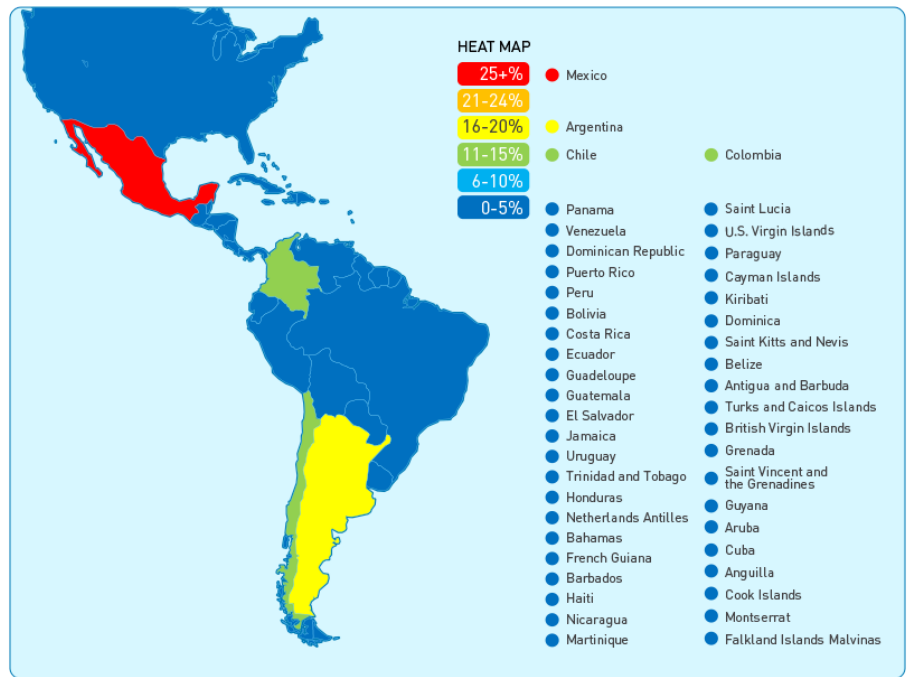 HEAT MAP
25+%
Mexico
21-24%
16-20%
Argentina
11-15%
Chile
Colombia
6-10%
0-5%
Panama
Venezuela
Dominican Republic
Puerto Rico
Peru
Bolivia
Costa Rica
Ecuador
Guadeloupe
Guatemala
El Salvador
Jamaica
Uruguay
Trinidad and Tobago
Honduras
Netherlands Antilles
Bahamas
French Guiana
Barbados
Haiti
Nicaragua
Martinique
Saint Lucia
U.S. Virgin Islands
Paraguay
Cayman Islands
Kiribati
Dominica
Saint Kitts and Nevis
Belize
Antigua and Barbuda
Turks and Caicos Islands
British Virgin Islands
Grenada
Saint Vincent and
the Grenadines
Guyana
Aruba
Cuba
Anguilla
Cook Islands
Montserrat
Falkland Islands Malvinas